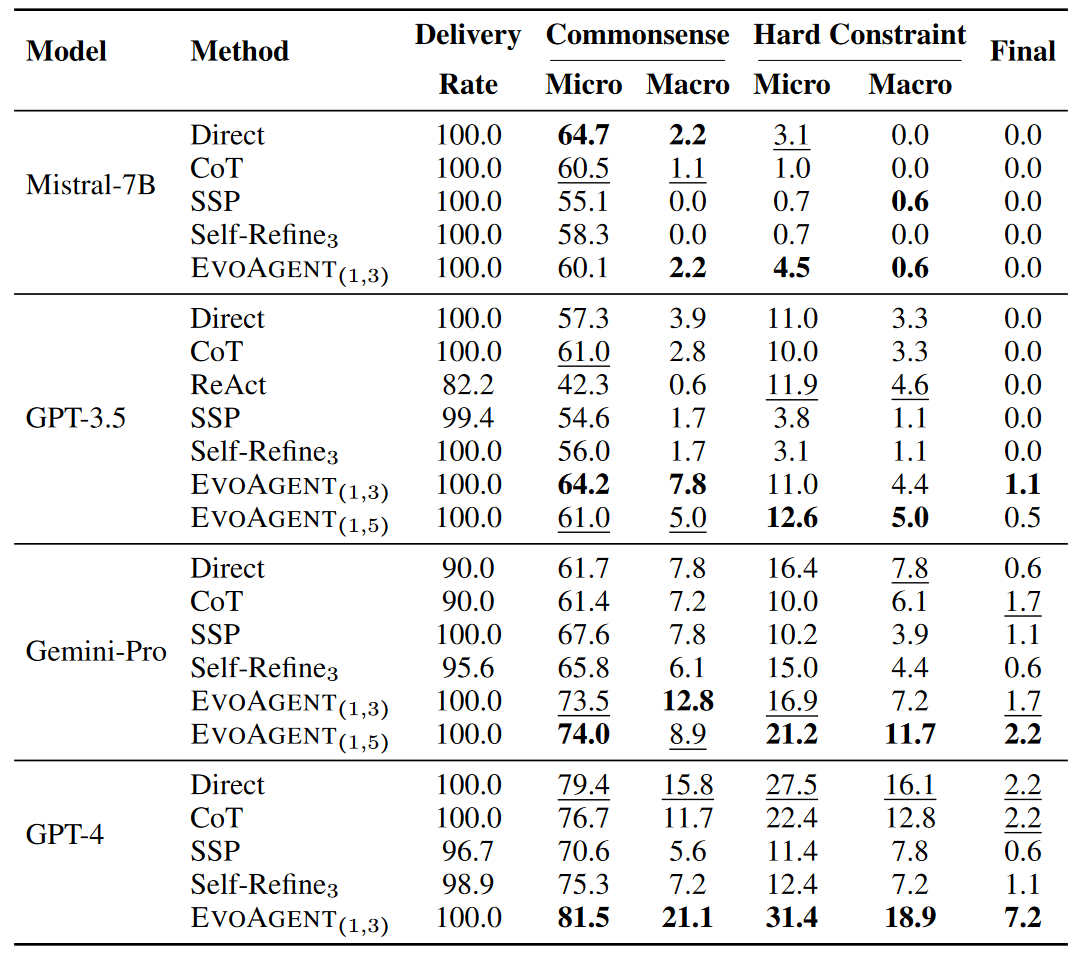 Model Method Delivery Rate Commonsense Hard Constraint Final
Micro Macro Micro Macro
Mistral-7B
Direct 100.0 64.7 2.2 3.1 0.0 0.0
CoT 100.0 60.5 1.1 1.0 0.0 0.0
SSP 100.0 55.1 0.0 0.7 0.6 0.0
Self-Refine3 100.0 58.3 0.0 0.7 0.0 0.0
EVOAGENT(1,3) 100.0 60.1 2.2 4.5 0.6 0.0
GPT-3.5
Direct 100.0 57.3 3.9 11.0 3.3 0.0
CoT 100.0 61.0 2.8 10.0 3.3 0.0
ReAct 82.2 42.3 0.6 11.9 4.6 0.0
SSP 99.4 54.6 1.7 3.8 1.1 0.0
Self-Refine3 100.0 56.0 1.7 3.1 1.1 0.0
EVOAGENT(1,3) 100.0 64.2 7.8 11.0 4.4 1.1
EVOAGENT(1,5) 100.0 61.0 5.0 12.6 5.0 0.5
Gemini-Pro
Direct 90.0 61.7 7.8 16.4 7.8 0.6
CoT 90.0 61.4 7.2 10.0 6.1 1.7
SSP 100.0 67.6 7.8 10.2 3.9 1.1
Self-Refine3 95.6 65.8 6.1 15.0 4.4 0.6
EVOAGENT(1,3) 100.0 73.5 12.8 16.9 7.2 1.7
EVOAGENT(1,5) 100.0 74.0 8.9 21.2 11.7 2.2
GPT-4
Direct 100.0 79.4 15.8 27.5 16.1 2.2
CoT 100.0 76.7 11.7 22.4 12.8 2.2
SSP 96.7 70.6 5.6 11.4 7.8 0.6
Self-Refine3 98.9 75.3 7.2 12.4 7.2 1.1
EVOAGENT(1,3) 100.0 81.5 21.1 31.4 18.9 7.2